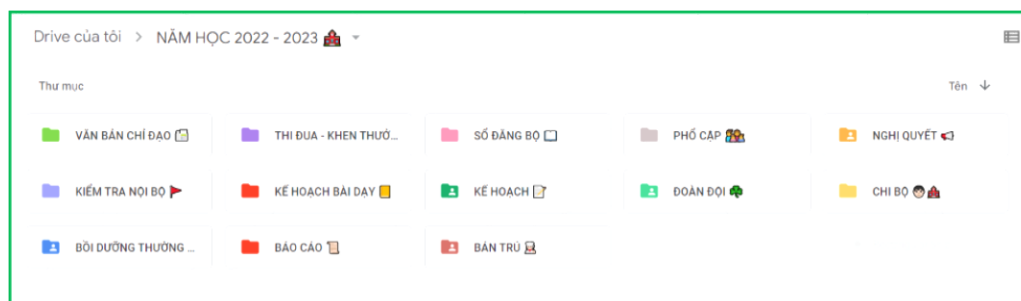 Drive của tôi > NĂM HỌC 2022 - 2023
Thư mục Tên
VĂN BẢN CHỈ ĐẠO THI ĐUA - KHEN THƯỞ... SỔ ĐĂNG BỘ PHỔ CẬP NGHỊ QUYẾT
KIỂM TRA NỘI BỘ KẾ HOẠCH BÀI DẠY KẾ HOẠCH ĐOÀN ĐỘI CHI BỘ
BỒI DƯỠNG THƯỜNG ... BÁO CÁO BÁN TRÚ